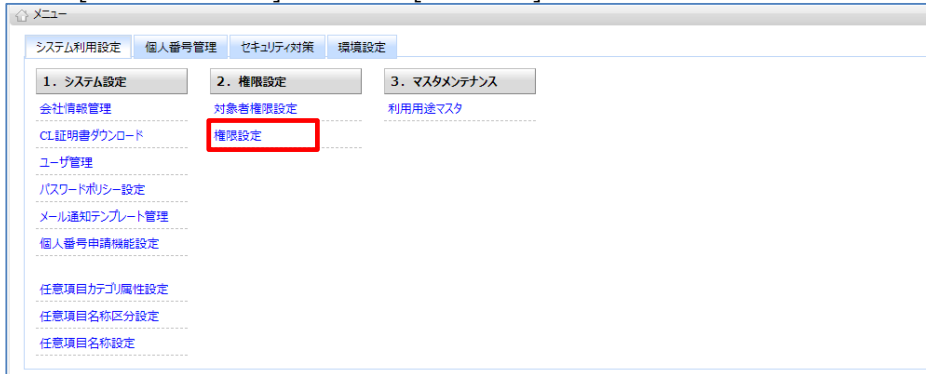 メニュー
システム利用設定 個人番号管理 セキュリティ対策 環境設定
1. システム設定 2. 権限設定 3. マスタメンテナンス
会社情報管理 対象者権限設定 利用用途マスタ
CL証明書ダウンロード 権限設定
ユーザ管理
パスワードポリシー設定
メール通知テンプレート管理
個人番号申請機能設定
任意項目カテゴリ属性設定
任意項目名称区分設定
任意項目名称設定